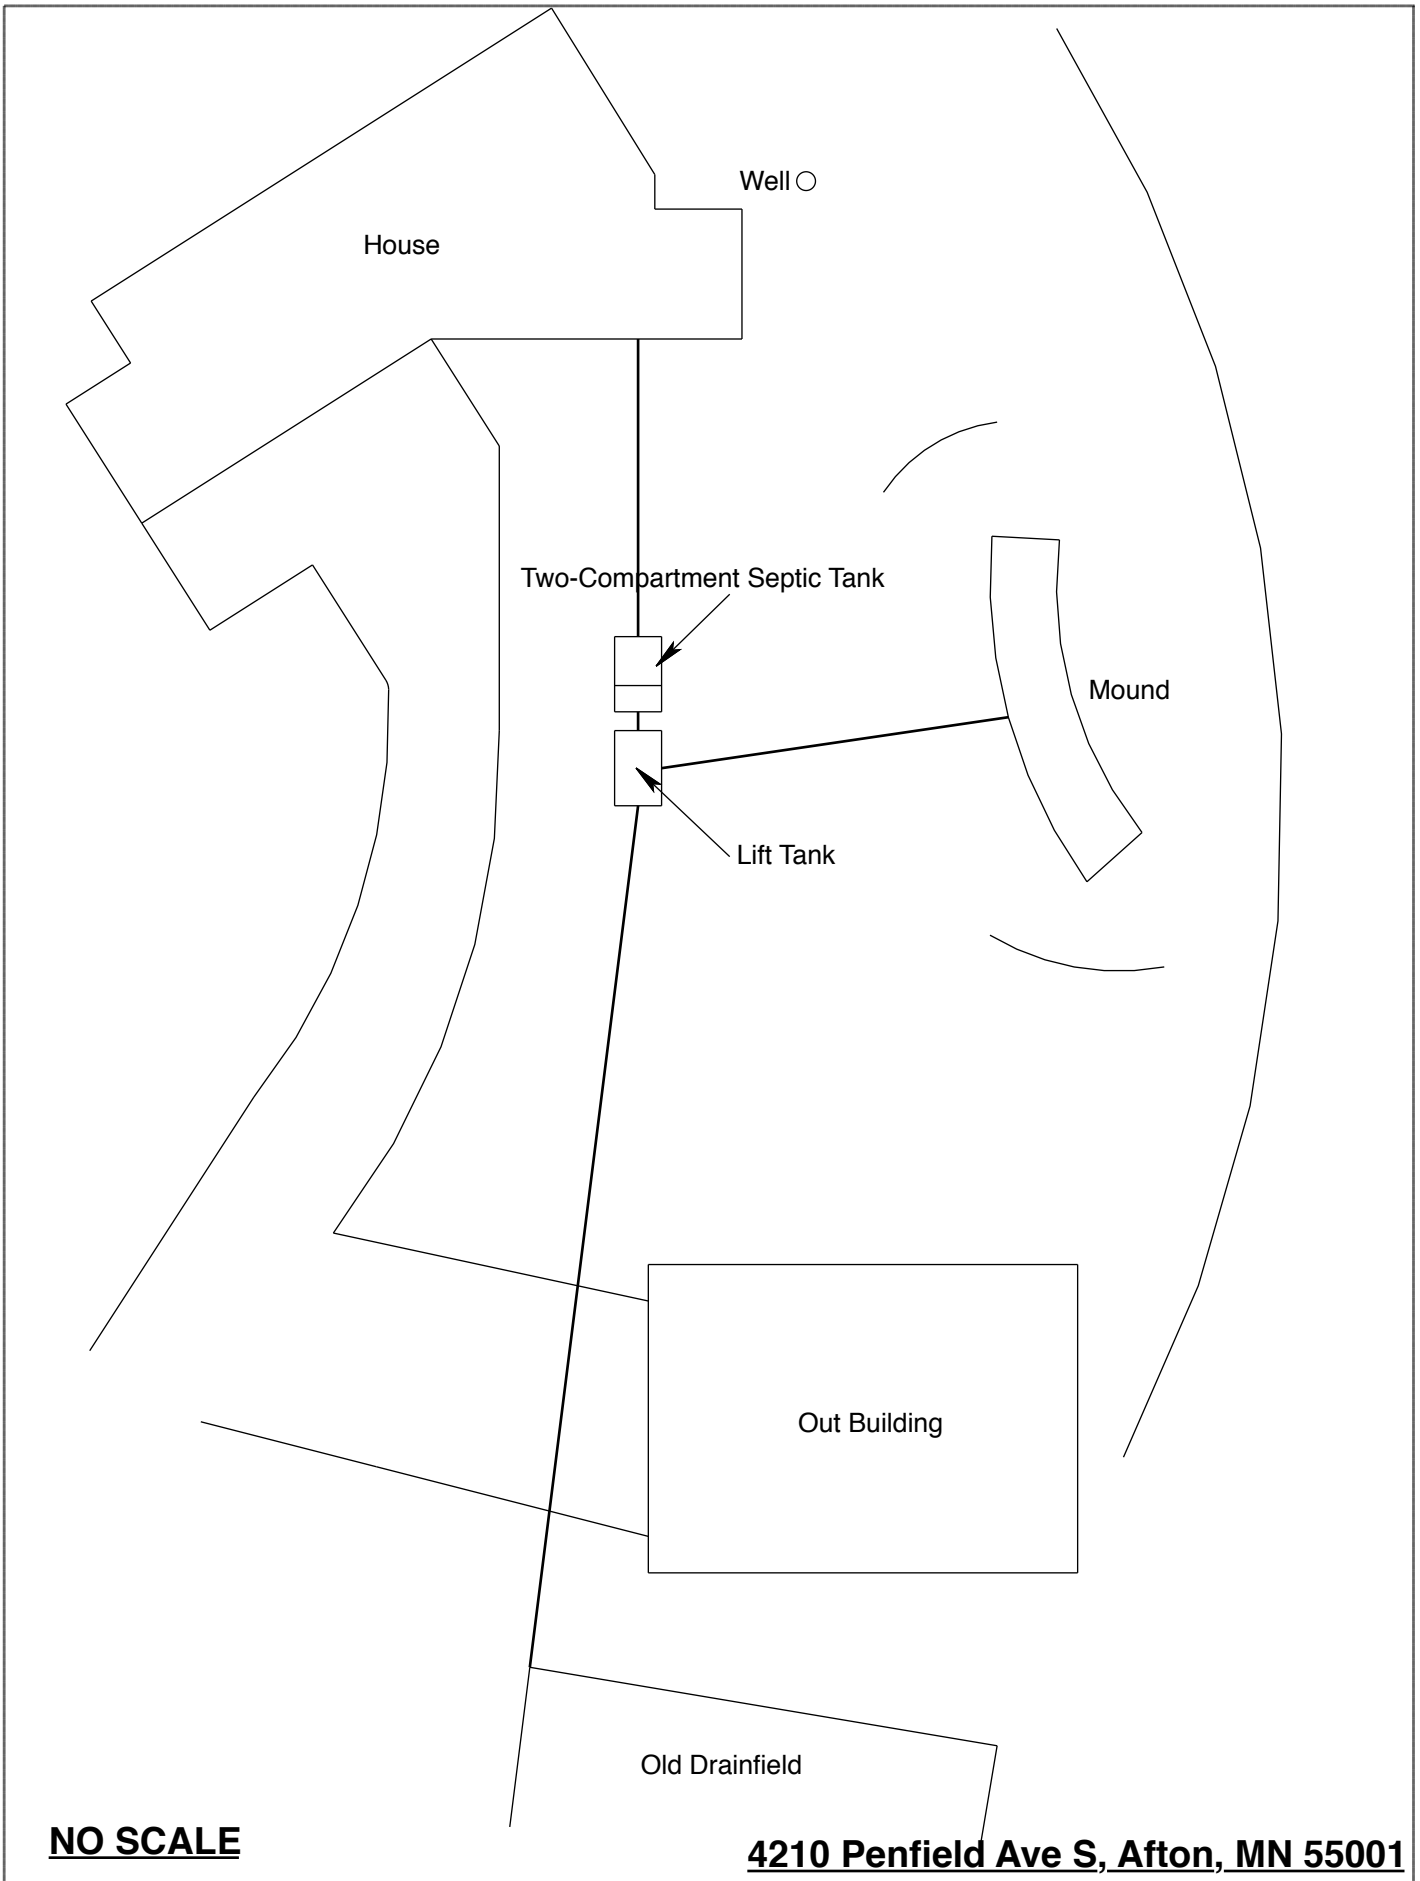 Well
House
Two-Compartment Septic Tank
Mound
Lift Tank
Out Building
Old Drainfield
NO SCALE
4210 Penfield Ave S, Afton, MN 55001